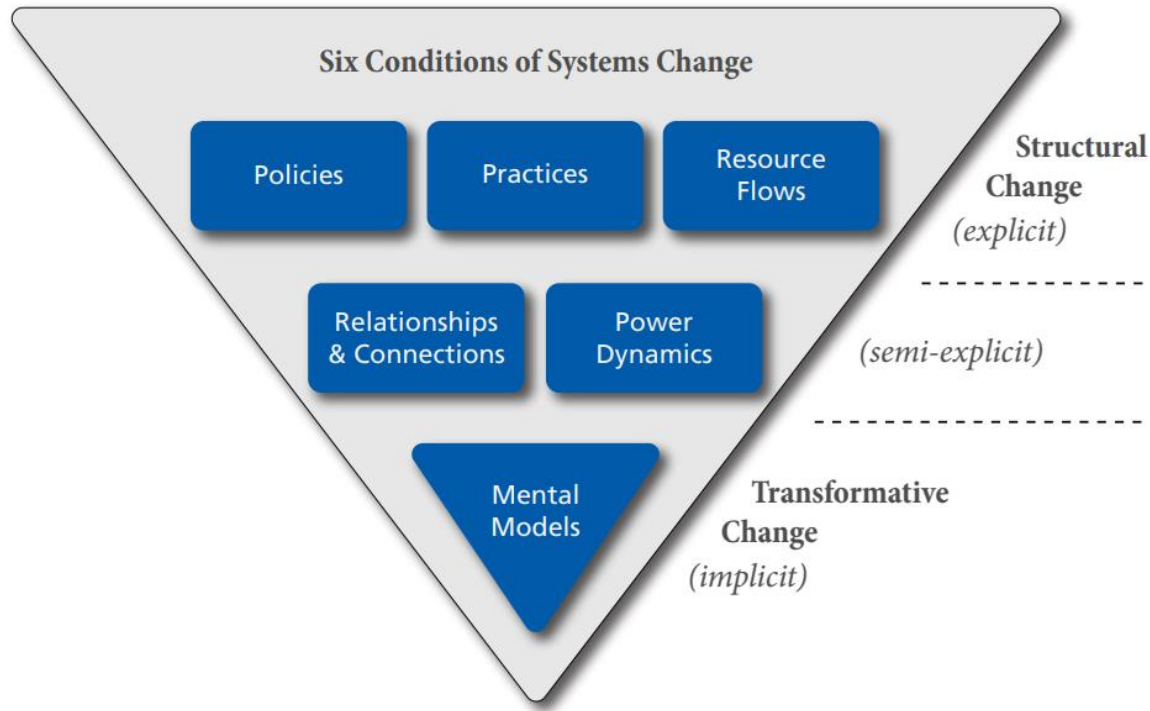 Six Conditions of Systems Change
Policies
Practices
Resource
Flows
Structural
Change
(explicit)
Relationships
& Connections
Power
Dynamics
(semi-explicit)
Mental
Models
Transformative
Change
(implicit)